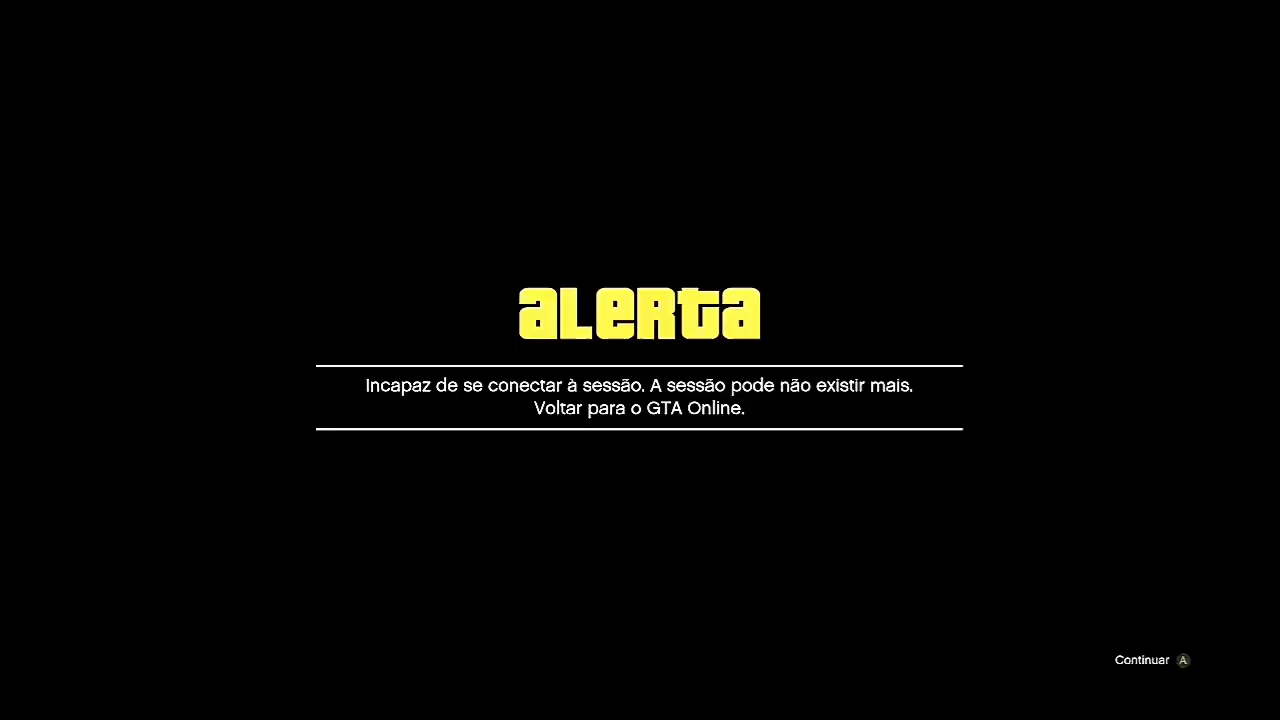 alerta
Incapaz de se conectar à sessão. A sessão pode não existir mais.
Voltar para o GTA Online.
Continuar A